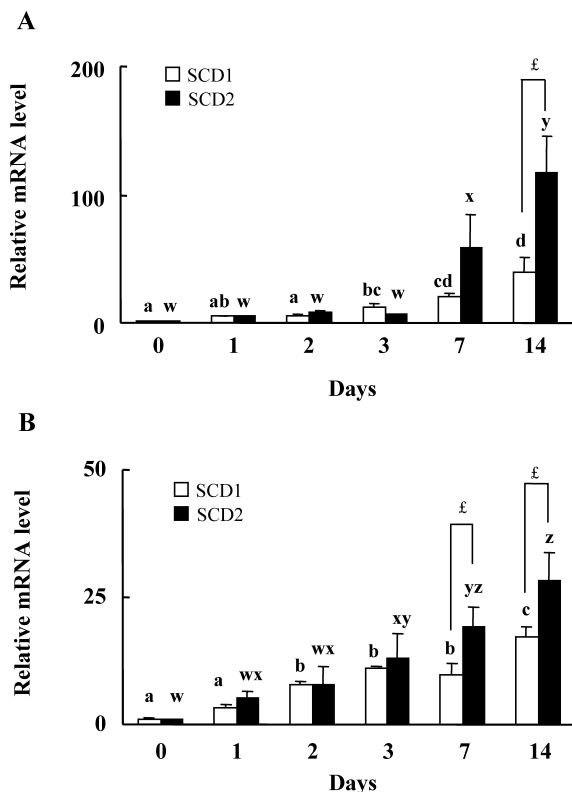 A
Relative mRNA level
200
100
0
SCD1
SCD2
£
a w
ab w
a w
bc w
cd x
d y
0 1 2 3 7 14
Days
B
Relative mRNA level
50
25
0
SCD1
SCD2
£
£
a w
a wx
b wx
b xy
b yz
c z
0 1 2 3 7 14
Days